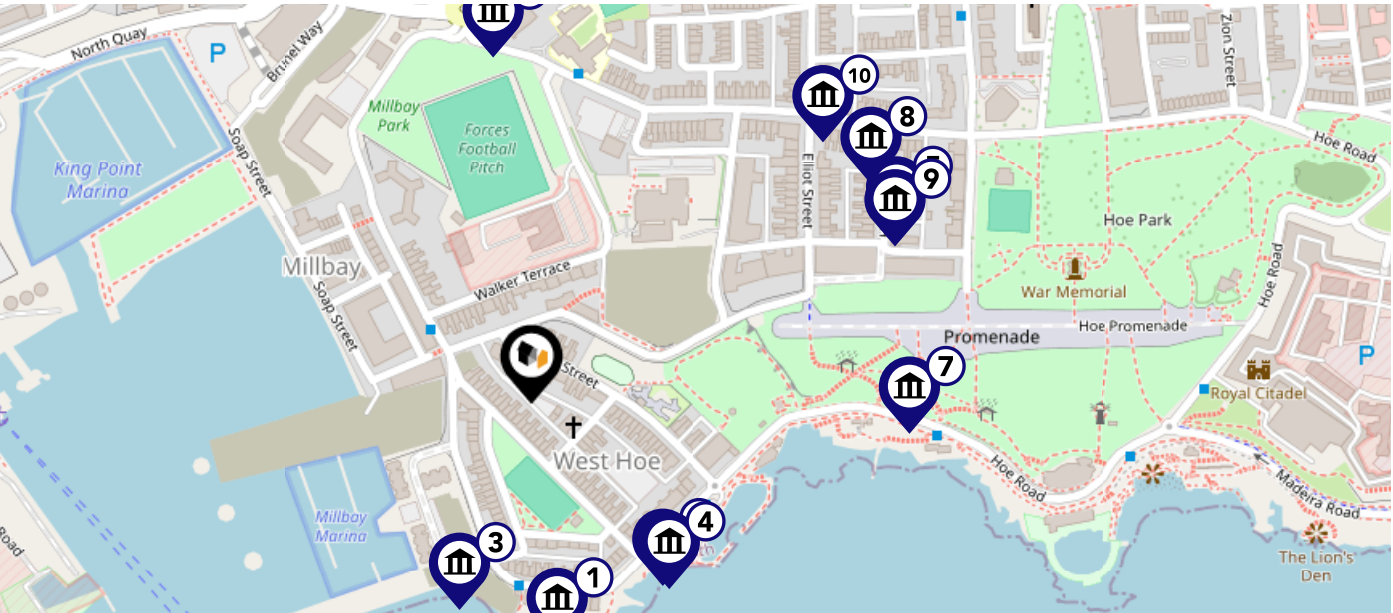 North Quay
P
Brunel Way
Zion Street
10
Millbay
Park
8
Forces
Football
Pitch
Soap Street
Hoe Road
King Point
Marina
Elliot Street
9
Hoe Park
Millbay
Walker Terrace
Hoe Road
War Memorial
Soap Street
Hoe Promenade
Promenade
P
Street
7
Royal Citadel
West Hoe
Hoe Road
Madeira Road
Millbay
Marina
4
3
Road
The Lion's
Den
1